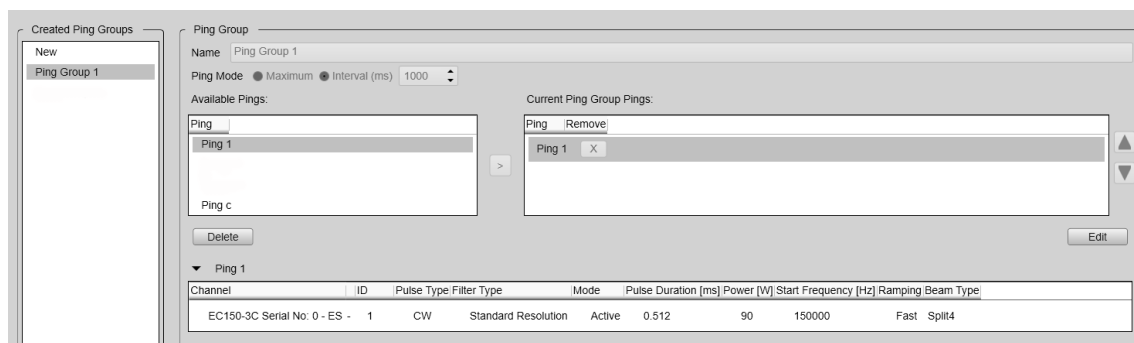 Created Ping Groups
New
Ping Group 1
Ping Group
Name Ping Group 1
Ping Mode Maximum Interval (ms) 1000
Available Pings:
Ping
Ping 1
Ping c
>
Current Ping Group Pings:
Ping Remove
Ping 1 X
Delete
Edit
Ping 1
Channel ID Pulse Type Filter Type Mode Pulse Duration [ms] Power [W] Start Frequency [Hz] Ramping Beam Type
EC150-3C Serial No: 0 - ES - 1 CW Standard Resolution Active 0.512 90 150000 Fast Split4